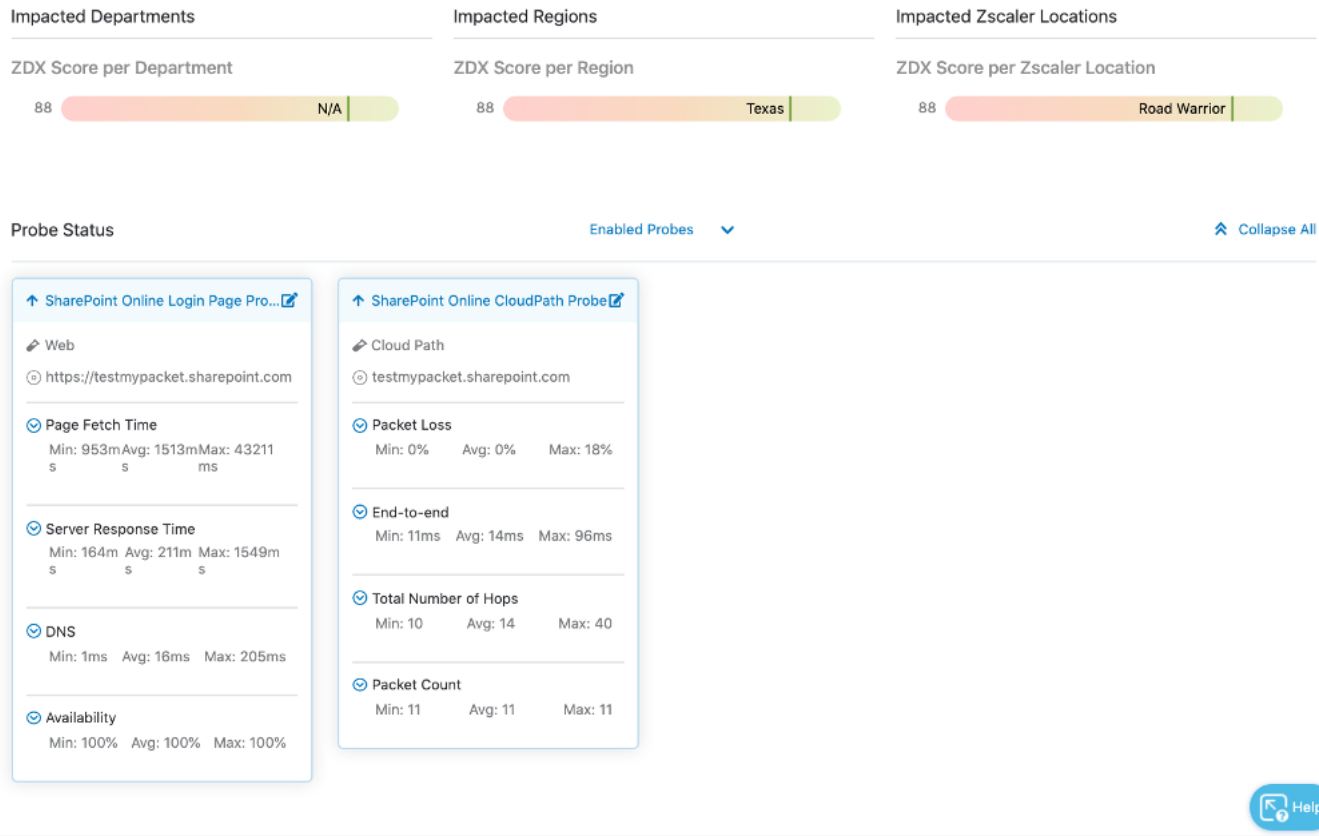 Impacted Departments
Impacted Regions
Impacted Zscaler Locations
ZDX Score per Department
ZDX Score per Region
ZDX Score per Zscaler Location
88 N/A
88 Texas
88 Road Warrior
Probe Status
Enabled Probes
Collapse All
SharePoint Online Login Page Pro...
Web
https://testmypacket.sharepoint.com
Page Fetch Time
Min: 953m Avg: 1513m Max: 43211
s s ms
Server Response Time
Min: 164m Avg: 211m Max: 1549m
s s s
DNS
Min: 1ms Avg: 16ms Max: 205ms
Availability
Min: 100% Avg: 100% Max: 100%
SharePoint Online CloudPath Probe
Cloud Path
testmypacket.sharepoint.com
Packet Loss
Min: 0% Avg: 0% Max: 18%
End-to-end
Min: 11ms Avg: 14ms Max: 96ms
Total Number of Hops
Min: 10 Avg: 14 Max: 40
Packet Count
Min: 11 Avg: 11 Max: 11
Help